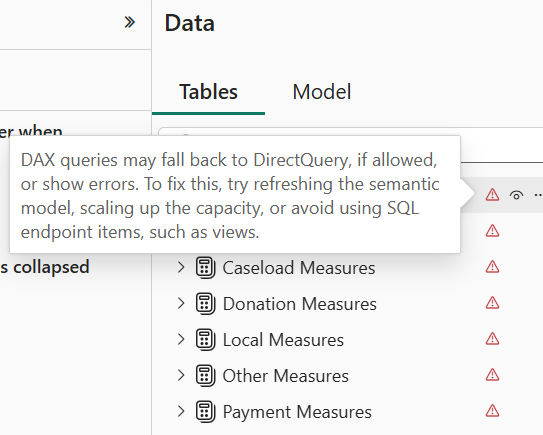 Data
Tables Model
er when
DAX queries may fall back to DirectQuery, if allowed,
or show errors. To fix this, try refreshing the semantic
model, scaling up the capacity, or avoid using SQL
endpoint items, such as views.
s collapsed
Caseload Measures
Donation Measures
Local Measures
Other Measures
Payment Measures